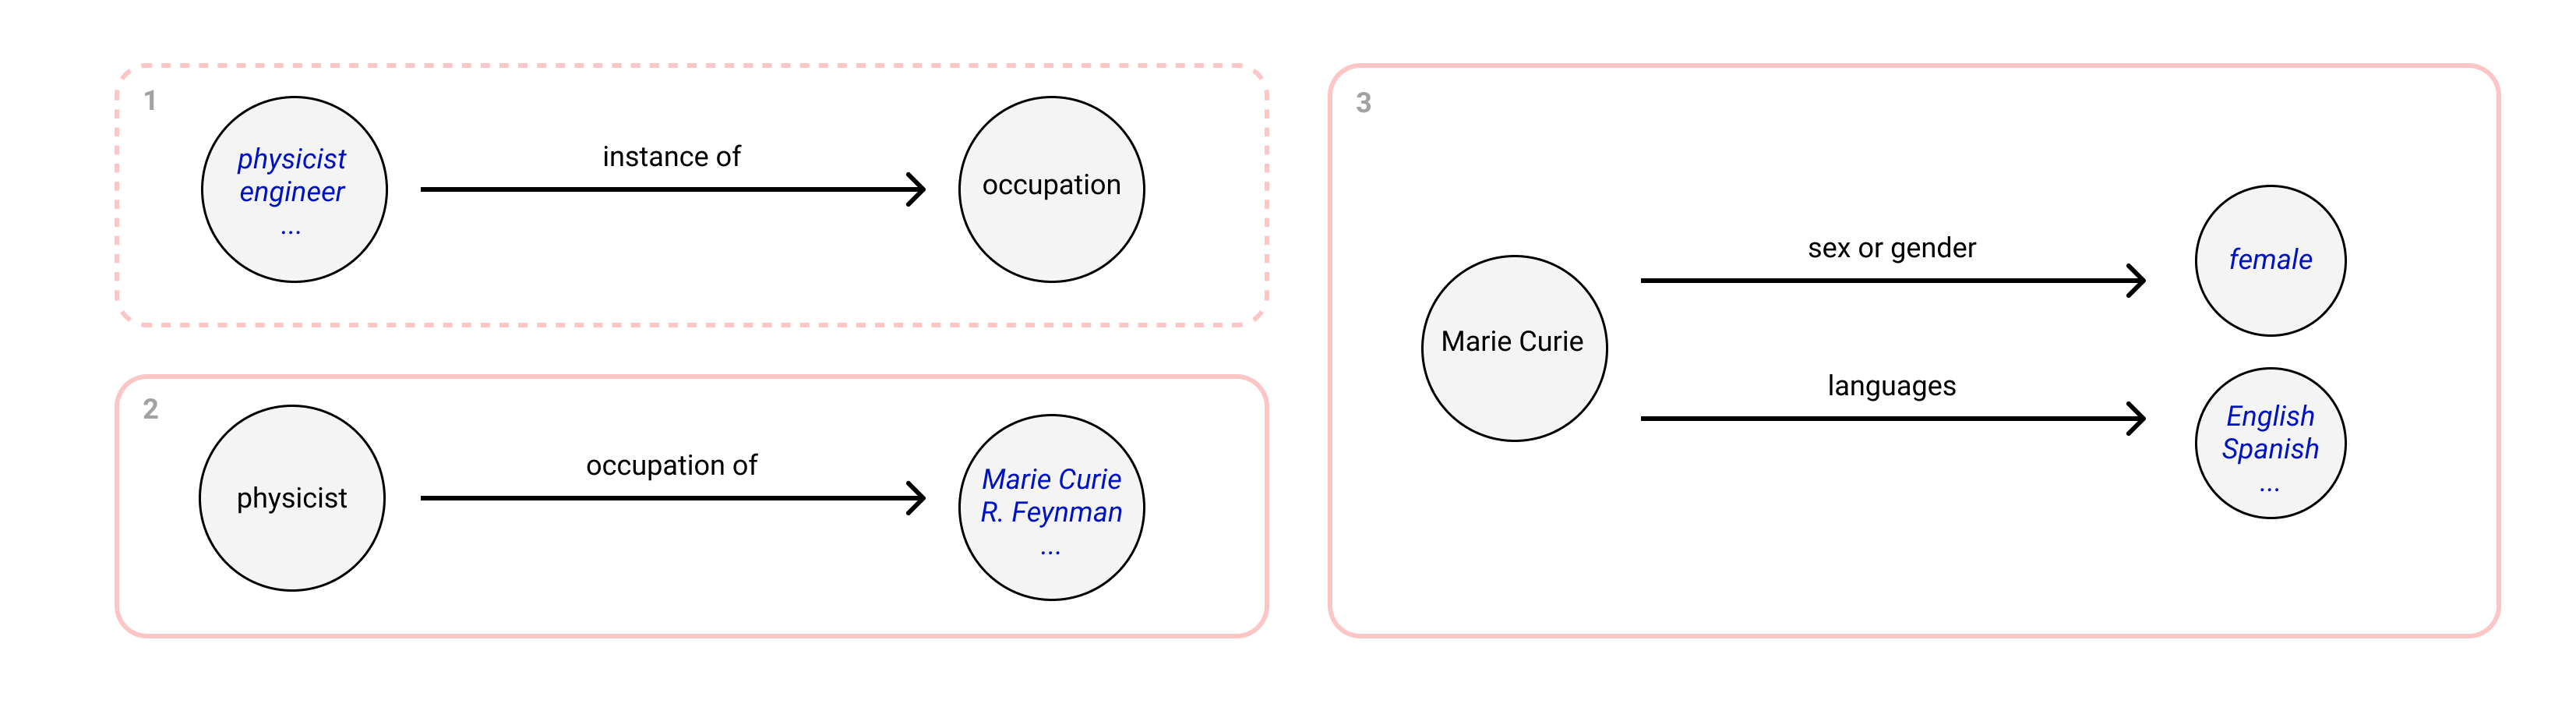 1
physicist
engineer
...
instance of
occupation
2
physicist
occupation of
Marie Curie
R. Feynman
...
3
Marie Curie
sex or gender
female
languages
English
Spanish
...